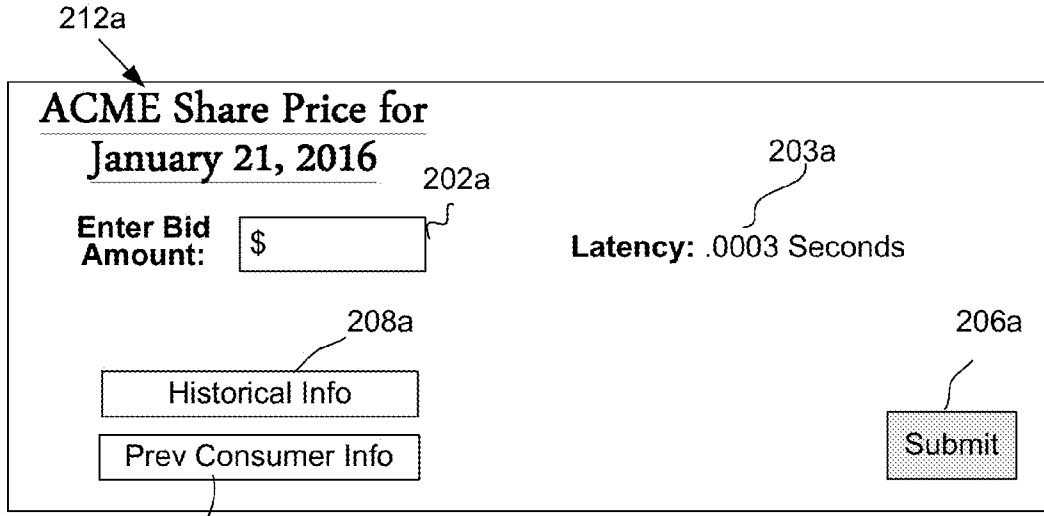 212a
ACME Share Price for
January 21, 2016
202a
203a
Enter Bid
Amount:
$
Latency: .0003 Seconds
208a
206a
Historical Info
Prev Consumer Info
Submit